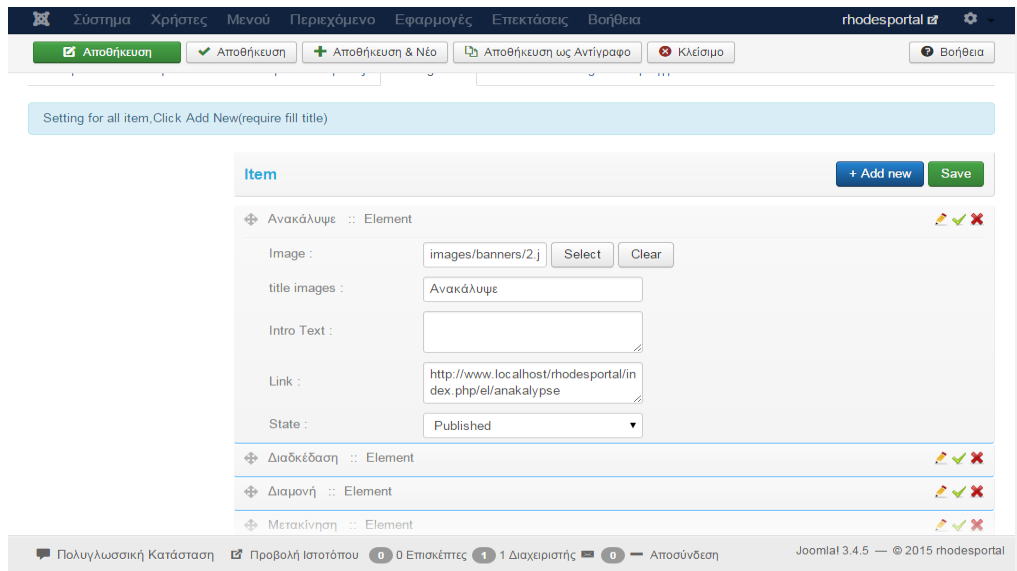 Σύστημα Χρήστες Μενού Περιεχόμενο Εφαρμογές Επεκτάσεις Βοήθεια rhodesportal
Αποθήκευση Αποθήκευση Αποθήκευση & Νέο Αποθήκευση ως Αντίγραφο Κλείσιμο Βοήθεια
Setting for all item,Click Add New(require fill title)
Item + Add new Save
Ανακάλυψε :: Element
Image : images/banners/2.j Select Clear
title images : Ανακάλυψε
Intro Text :
Link : http://www.localhost/rhodesportal/in
dex.php/el/anakalypse
State : Published
Διαδκέδαση :: Element
Διαμονή :: Element
Μετακίνηση :: Element
Πολυγλωσσική Κατάσταση Προβολή Ιστοτόπου 0 0 Επισκέπτες 1 1 Διαχειριστής 0 Αποσύνδεση Joomla! 3.4.5 — © 2015 rhodesportal